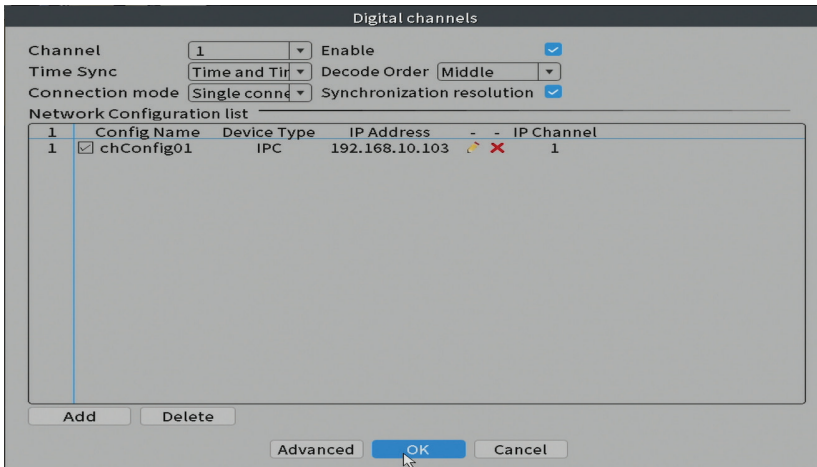 Digital channels
Channel 1 Enable
Time Sync Time and Tir Decode Order Middle
Connection mode Single conne Synchronization resolution
Network Configuration list
1 Config Name Device Type IP Address - - IP Channel
1 chConfig01 IPC 192.168.10.103 1
Add Delete
Advanced OK Cancel